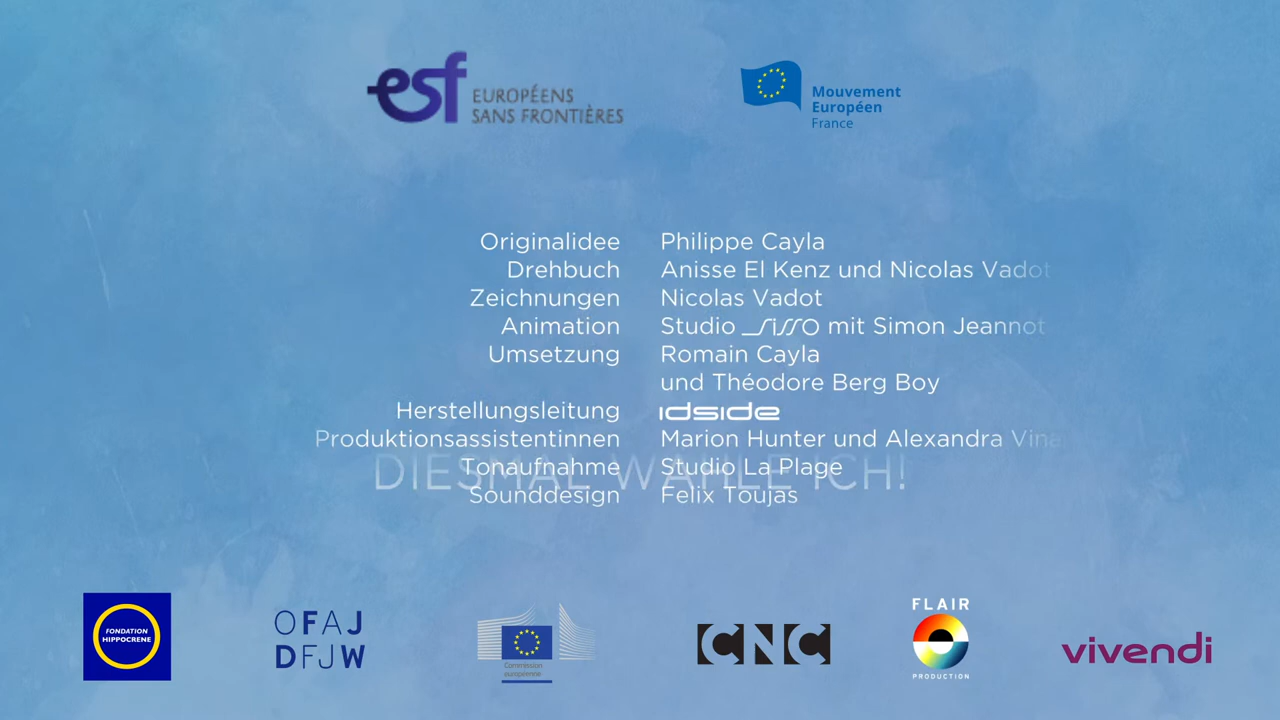 esf EUROPÉENS
SANS FRONTIÈRES
Mouvement
Européen
France
Originalidee Philippe Cayla
Drehbuch Anisse El Kenz und Nicolas Vadot
Zeichnungen Nicolas Vadot
Animation Studio sisso mit Simon Jeannot
Umsetzung Romain Cayla
und Théodore Berg Boy
Herstellungsleitung idside
Produktionsassistentinnen Marion Hunter und Alexandra
Tonaufnahme Studio La Plage
DIESMAL WÄHLE ICH!
Sounddesign Felix Toujas
FONDATION
HIPPOCRENE
OFAJ
DFJW
Commission
européenne
CNC
FLAIR
PRODUCTION
vivendi